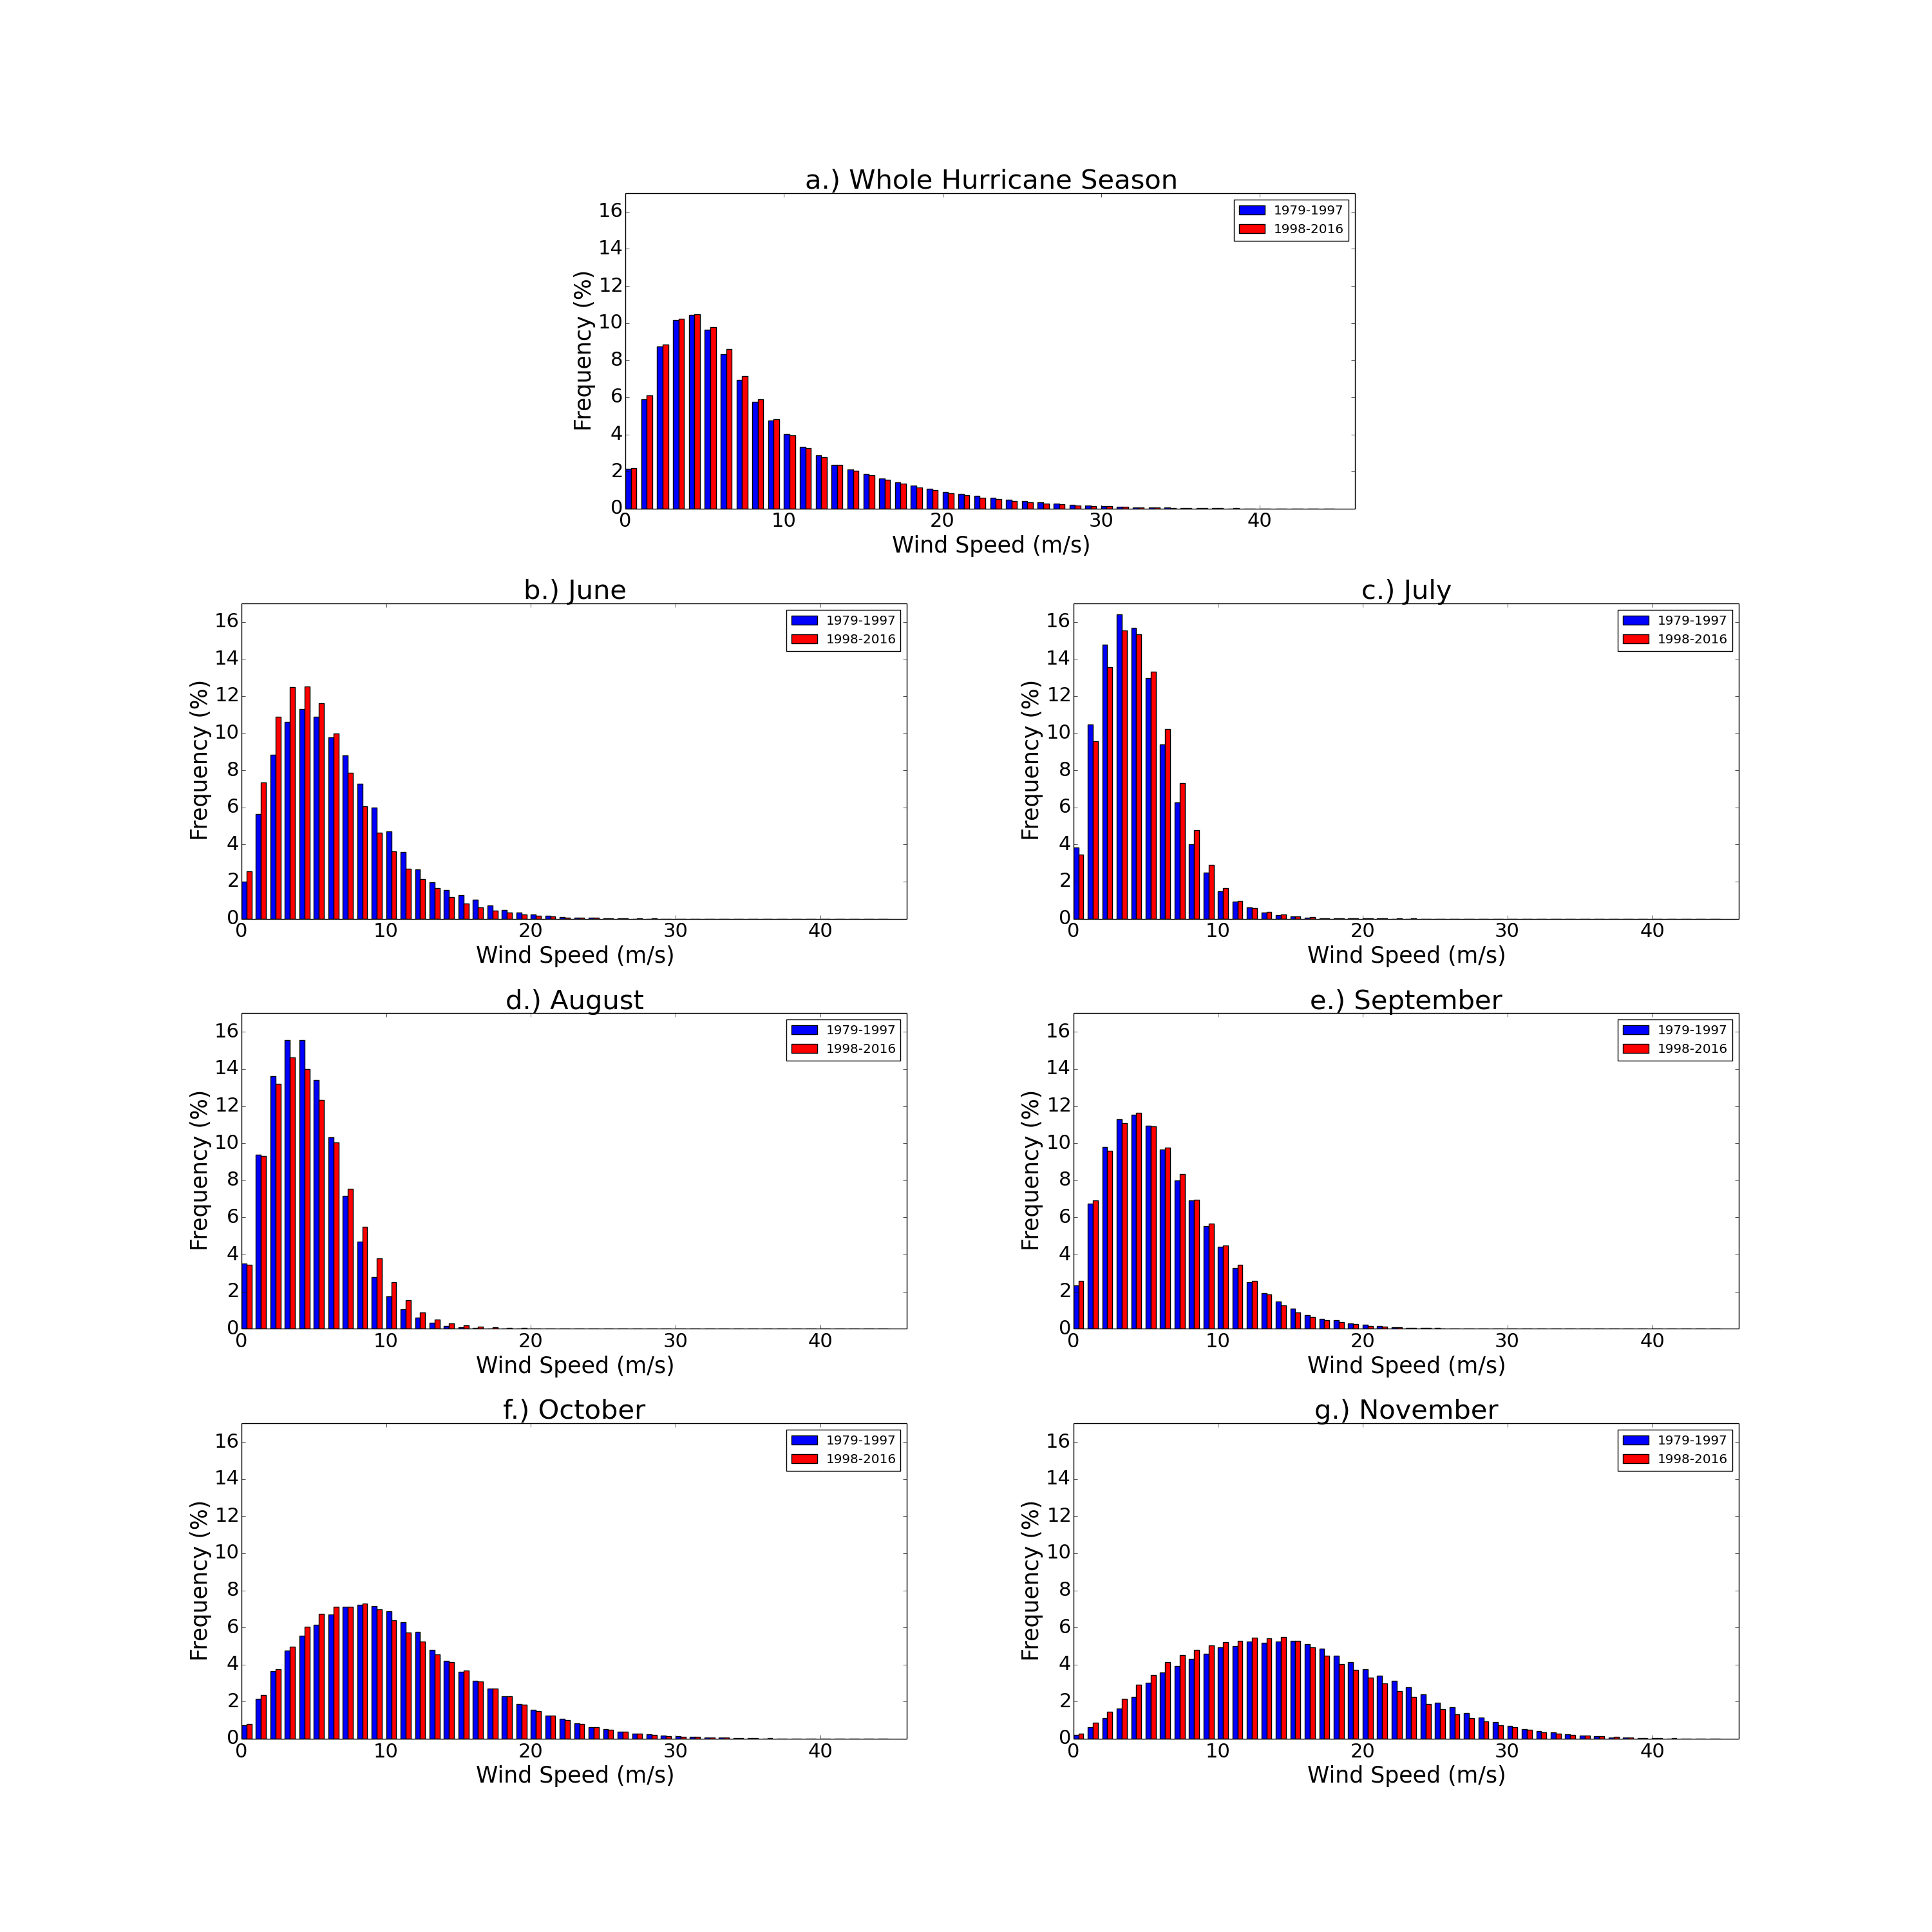 a.) Whole Hurricane Season
16
14
12
10
8
6
4
2
0
Frequency (%)
1979-1997
1998-2016
0 10 20 30 40
Wind Speed (m/s)
b.) June
16
14
12
10
8
6
4
2
0
Frequency (%)
1979-1997
1998-2016
0 10 20 30 40
Wind Speed (m/s)
c.) July
16
14
12
10
8
6
4
2
0
Frequency (%)
1979-1997
1998-2016
0 10 20 30 40
Wind Speed (m/s)
d.) August
16
14
12
10
8
6
4
2
0
Frequency (%)
1979-1997
1998-2016
0 10 20 30 40
Wind Speed (m/s)
e.) September
16
14
12
10
8
6
4
2
0
Frequency (%)
1979-1997
1998-2016
0 10 20 30 40
Wind Speed (m/s)
f.) October
16
14
12
10
8
6
4
2
0
Frequency (%)
1979-1997
1998-2016
0 10 20 30 40
Wind Speed (m/s)
g.) November
16
14
12
10
8
6
4
2
0
Frequency (%)
1979-1997
1998-2016
0 10 20 30 40
Wind Speed (m/s)